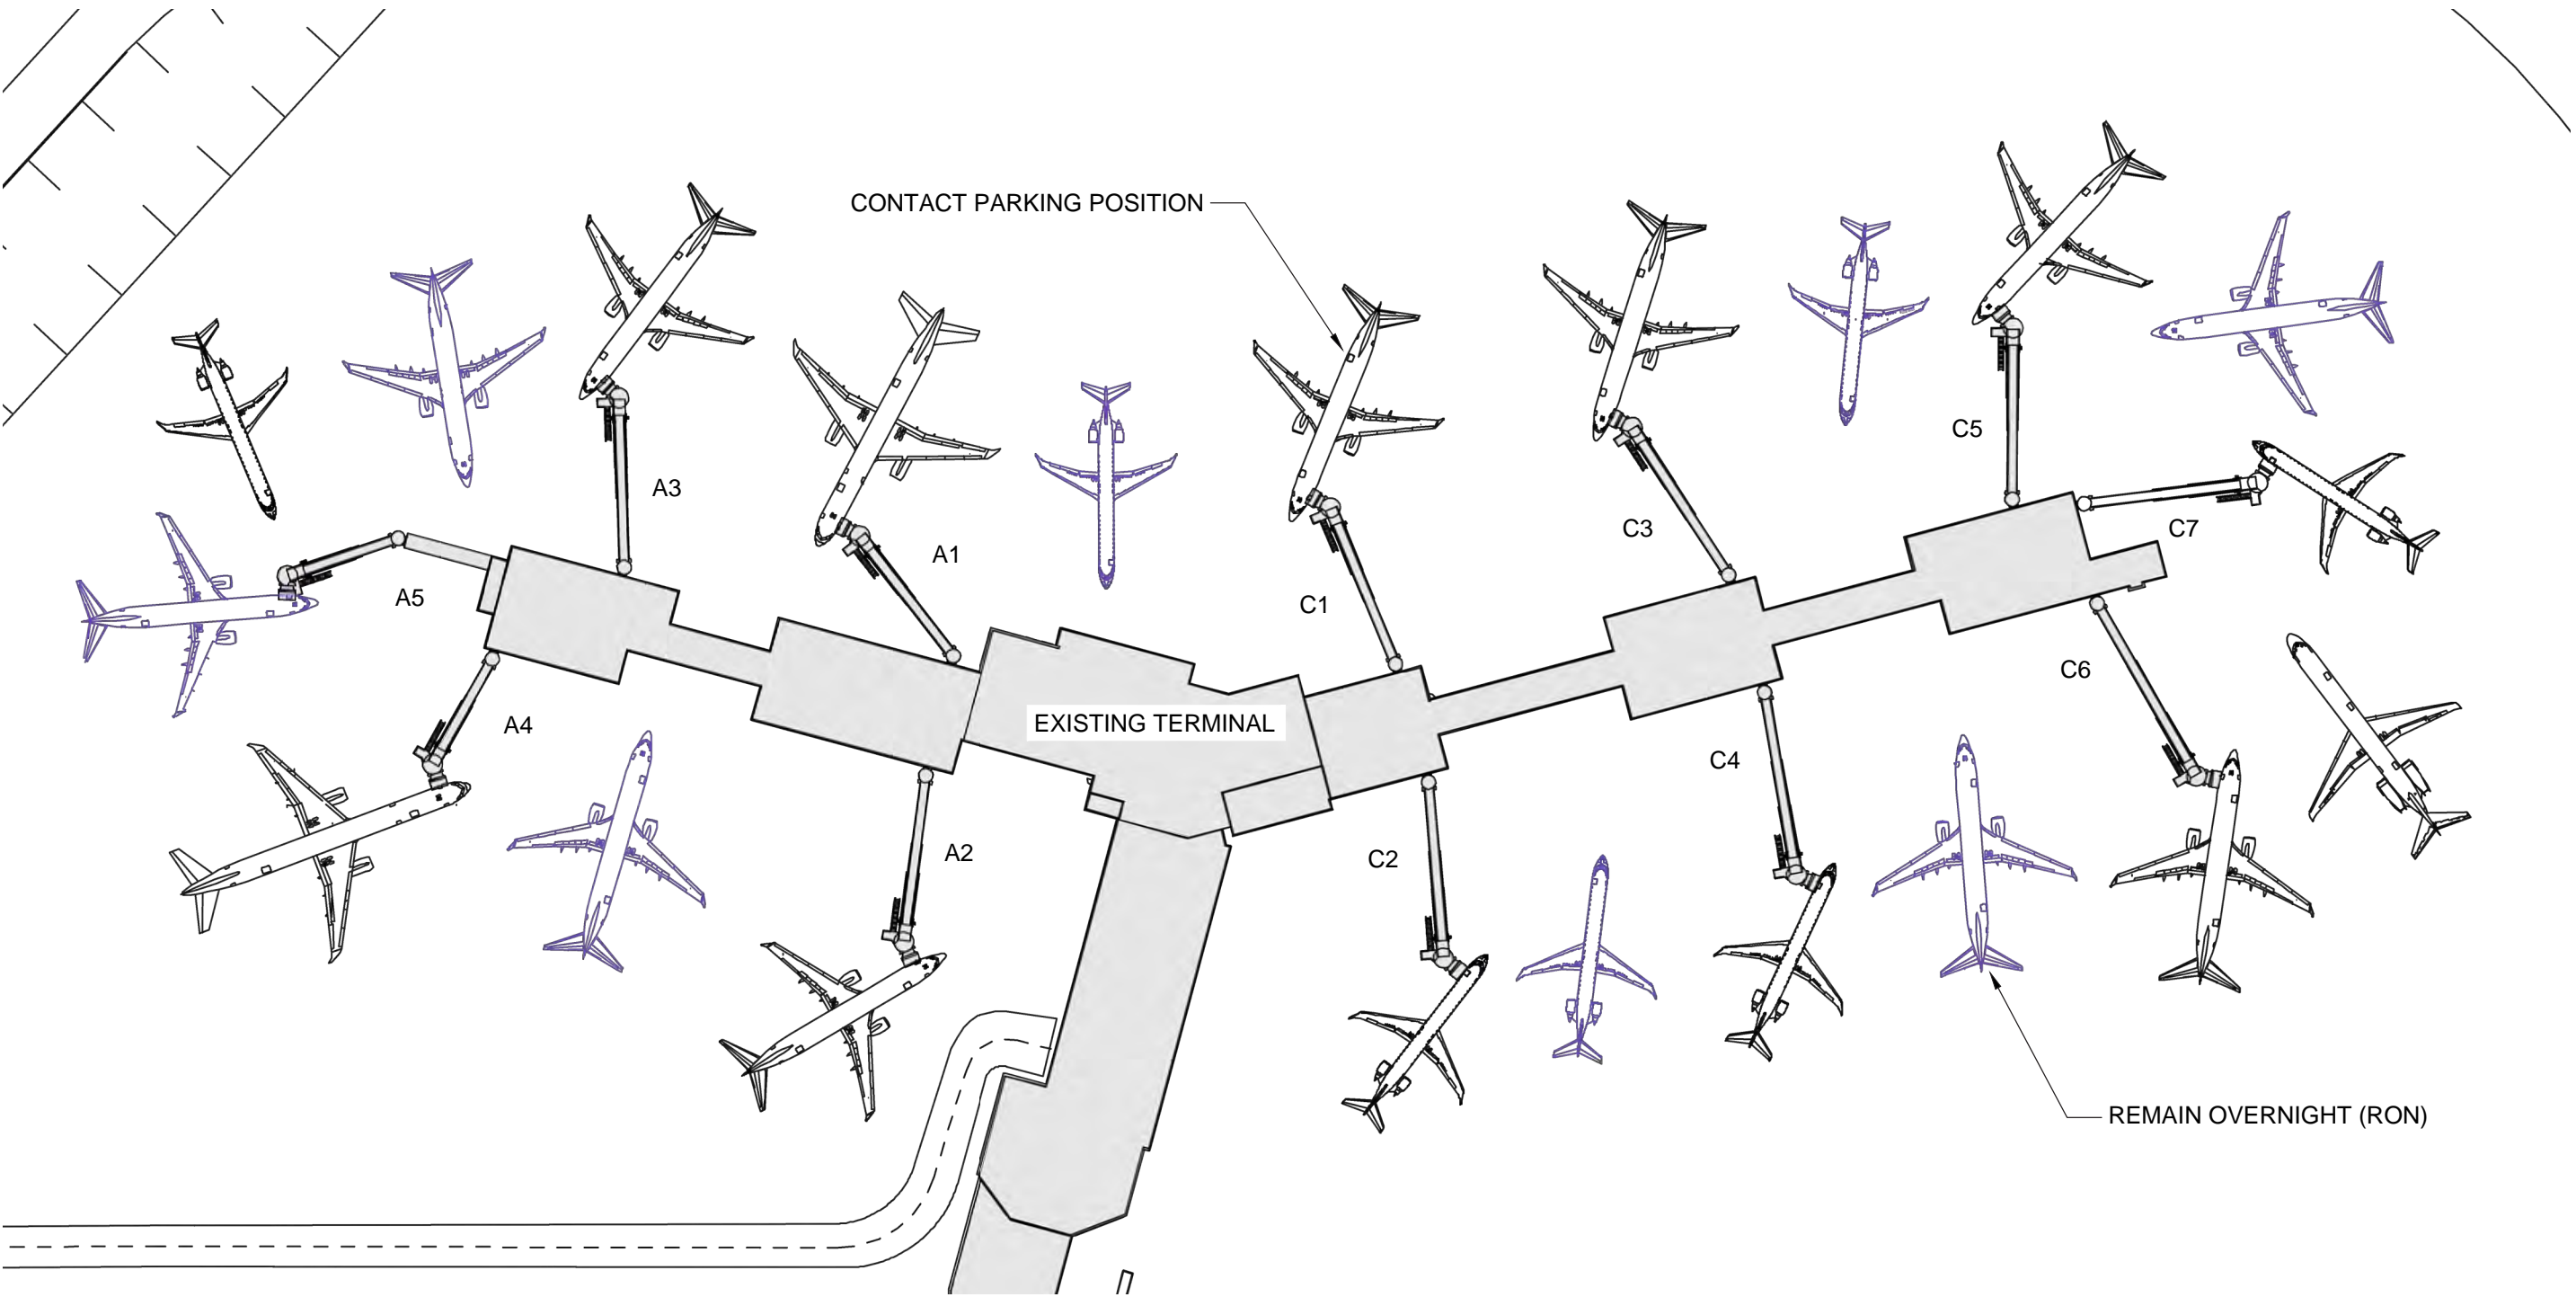 CONTACT PARKING POSITION
A3
C5
C7
C3
A1
A5
C1
C6
A4
EXISTING TERMINAL
C4
A2
C2
REMAIN OVERNIGHT (RON)